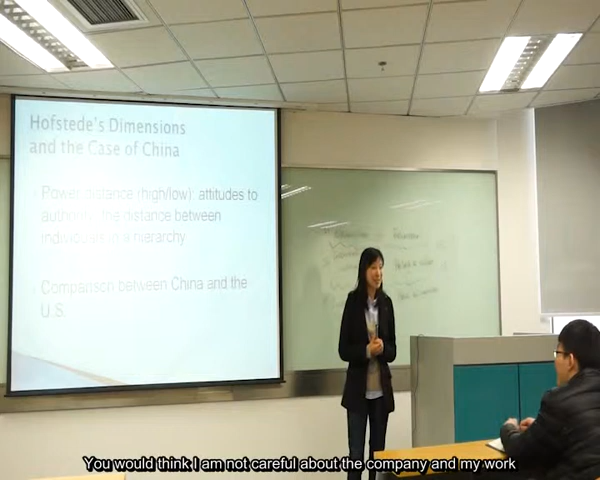 Hofstede's Dimensions
and the Case of China
Power distance (high/low): attitudes to
authority, the distance between
individuals in a hierarchy
Comparison between China and the
U.S.
You would think I am not careful about the company and my work